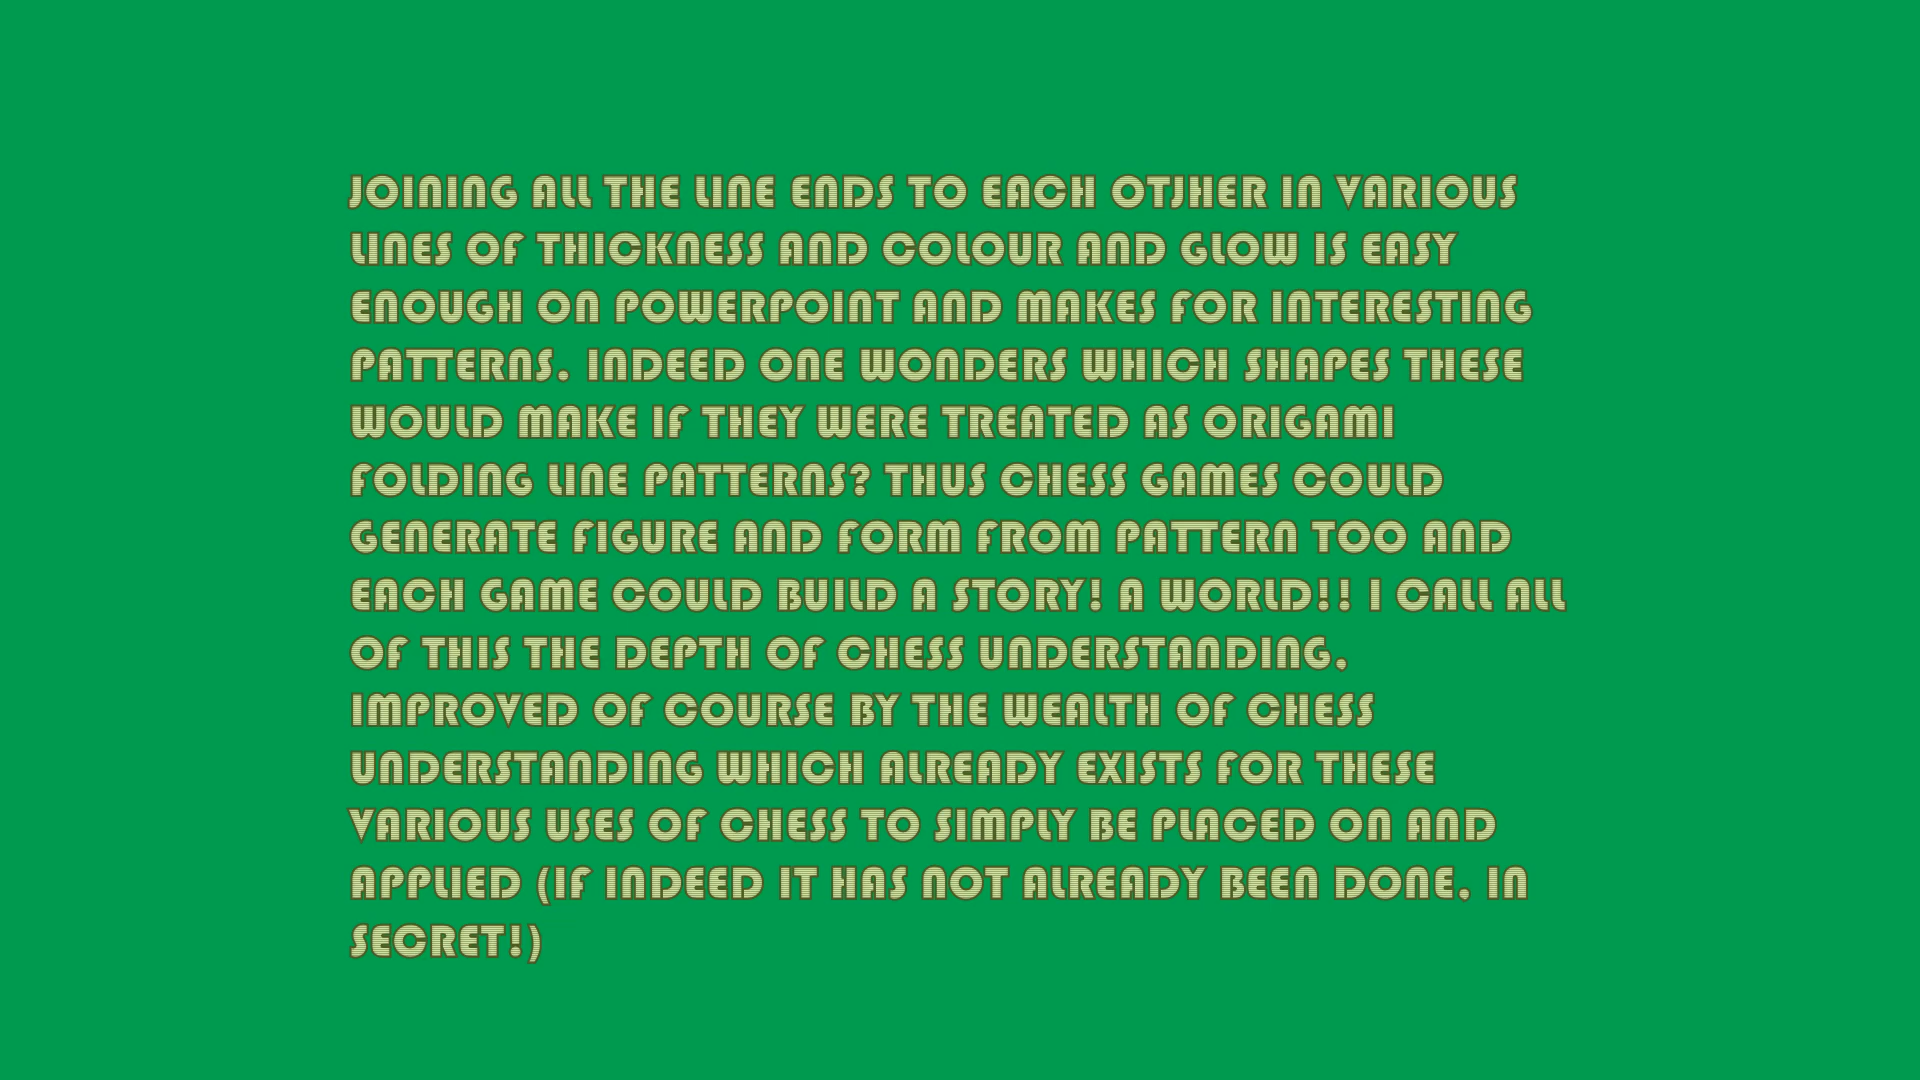 JOINING ALL THE LINE ENDS TO EACH OTJHER IN VARIOUS
LINES OF THICKNESS AND COLOUR AND GLOW IS EASY
ENOUGH ON POWERPOINT AND MAKES FOR INTERESTING
PATTERNS. INDEED ONE WONDERS WHICH SHAPES THESE
WOULD MAKE IF THEY WERE TREATED AS ORIGAMI
FOLDING LINE PATTERNS? THUS CHESS GAMES COULD
GENERATE FIGURE AND FORM FROM PATTERN TOO AND
EACH GAME COULD BUILD A STORY! A WORLD!! I CALL ALL
OF THIS THE DEPTH OF CHESS UNDERSTANDING.
IMPROVED OF COURSE BY THE WEALTH OF CHESS
UNDERSTANDING WHICH ALREADY EXISTS FOR THESE
VARIOUS USES OF CHESS TO SIMPLY BE PLACED ON AND
APPLIED (IF INDEED IT HAS NOT ALREADY BEEN DONE, IN
SECRET!)